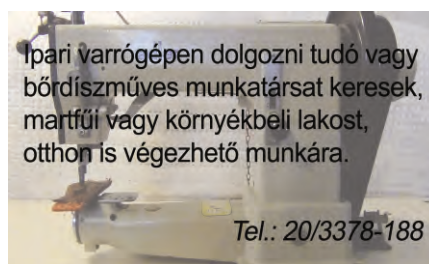 Ipari varrógépen dolgozni tudó vagy
bőrdíszműves munkatársat keresek,
martfűi vagy környékbeli lakost,
otthon is végezhető munkára.
Tel.: 20/3378-188